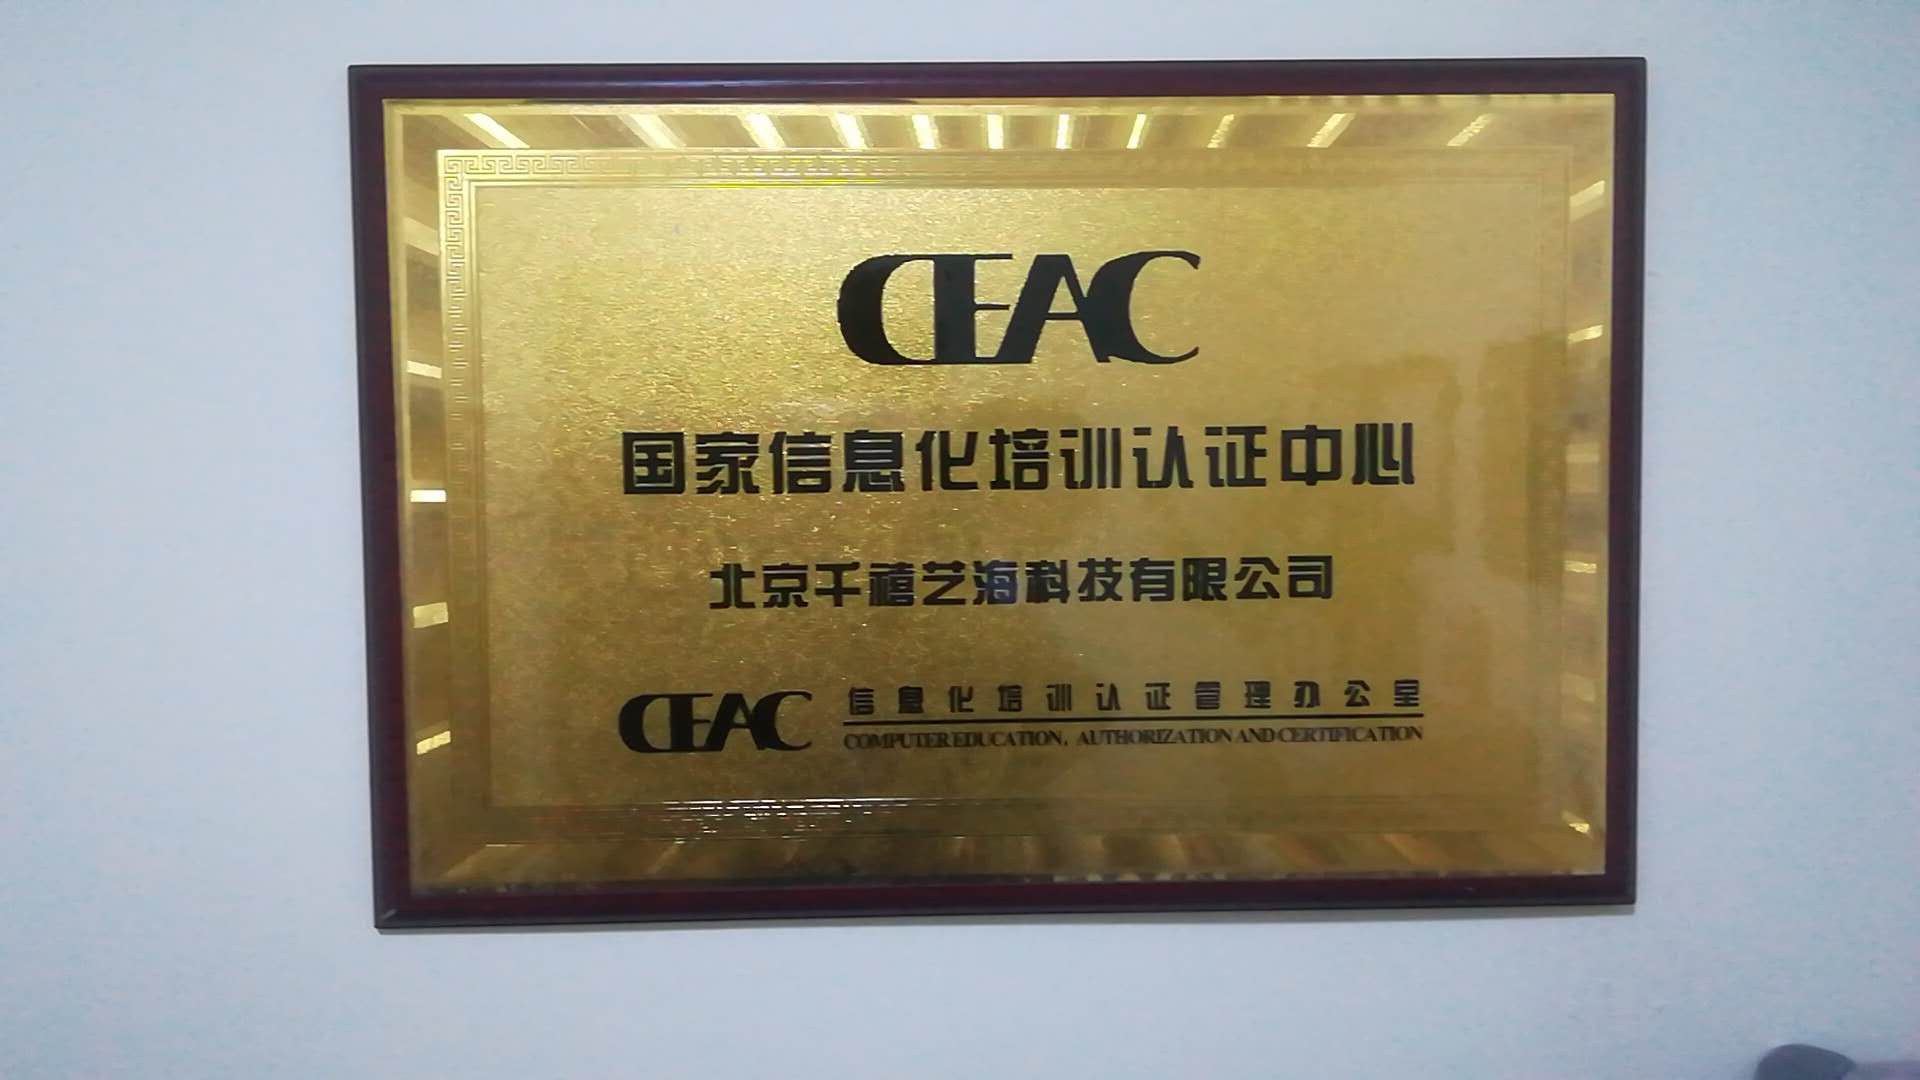 CEAC
国家信息化培训认证中心
北京千禧艺海科技有限公司
CEAC 信息化培训认证管理办公室
COMPUTER EDUCATION, AUTHORIZATION AND CERTIFICATION